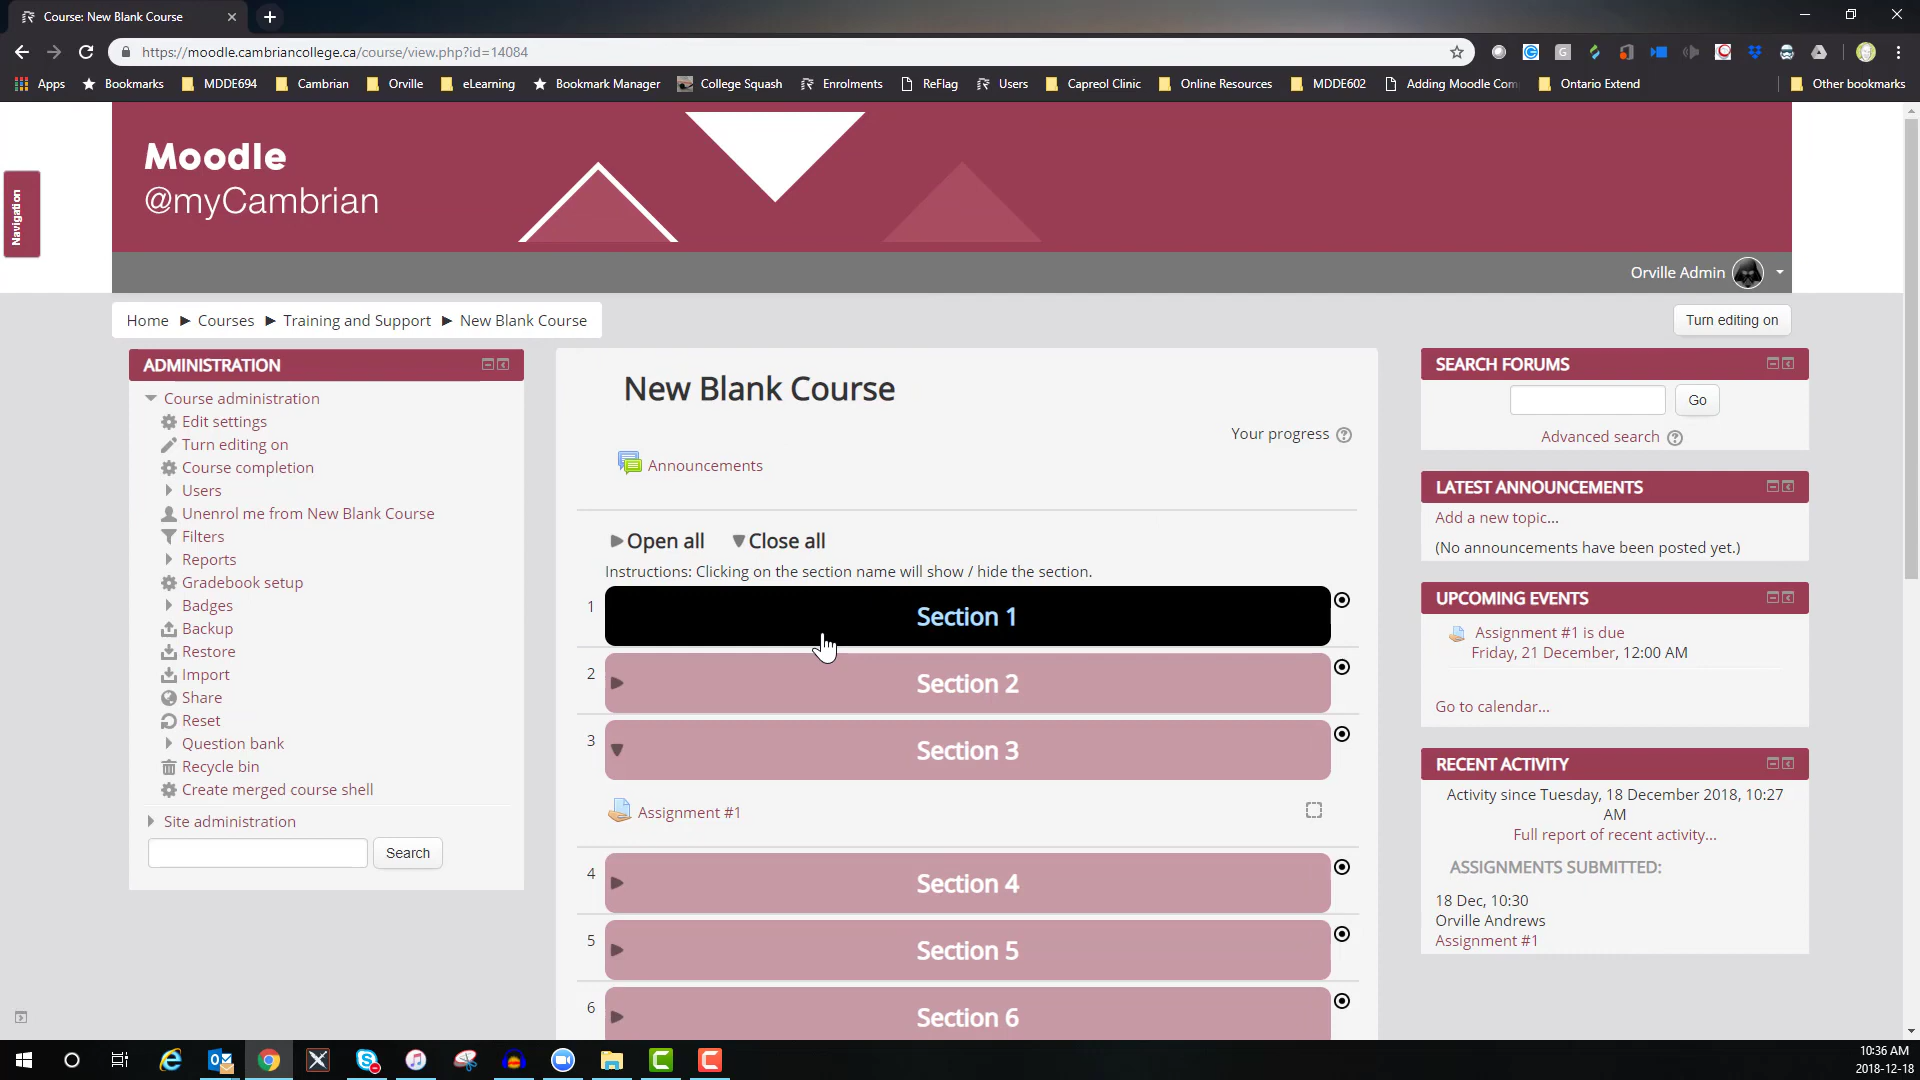 Course: New Blank Course
https://moodle.cambriancollege.ca/course/view.php?id=14084
Apps Bookmarks MDDE694 Cambrian Orville eLearning Bookmark Manager College Squash Enrolments ReFlag Users Capreol Clinic Online Resources MDDE602 Adding Moodle Com Ontario Extend Other bookmarks
Moodle
@myCambrian
Navigation
Orville Admin
Home ► Courses ► Training and Support ► New Blank Course
Turn editing on
ADMINISTRATION
Course administration
Edit settings
Turn editing on
Course completion
Users
Unenrol me from New Blank Course
Filters
Reports
Gradebook setup
Badges
Backup
Restore
Import
Share
Reset
Question bank
Recycle bin
Create merged course shell
Site administration
Search
New Blank Course
Your progress
Announcements
Open all Close all
Instructions: Clicking on the section name will show / hide the section.
1 Section 1
2 Section 2
3 Section 3
Assignment #1
4 Section 4
5 Section 5
6 Section 6
SEARCH FORUMS
Go
Advanced search
LATEST ANNOUNCEMENTS
Add a new topic...
(No announcements have been posted yet.)
UPCOMING EVENTS
Assignment #1 is due
Friday, 21 December, 12:00 AM
Go to calendar...
RECENT ACTIVITY
Activity since Tuesday, 18 December 2018, 10:27
AM
Full report of recent activity...
ASSIGNMENTS SUBMITTED:
18 Dec, 10:30
Orville Andrews
Assignment #1
10:36 AM
2018-12-18